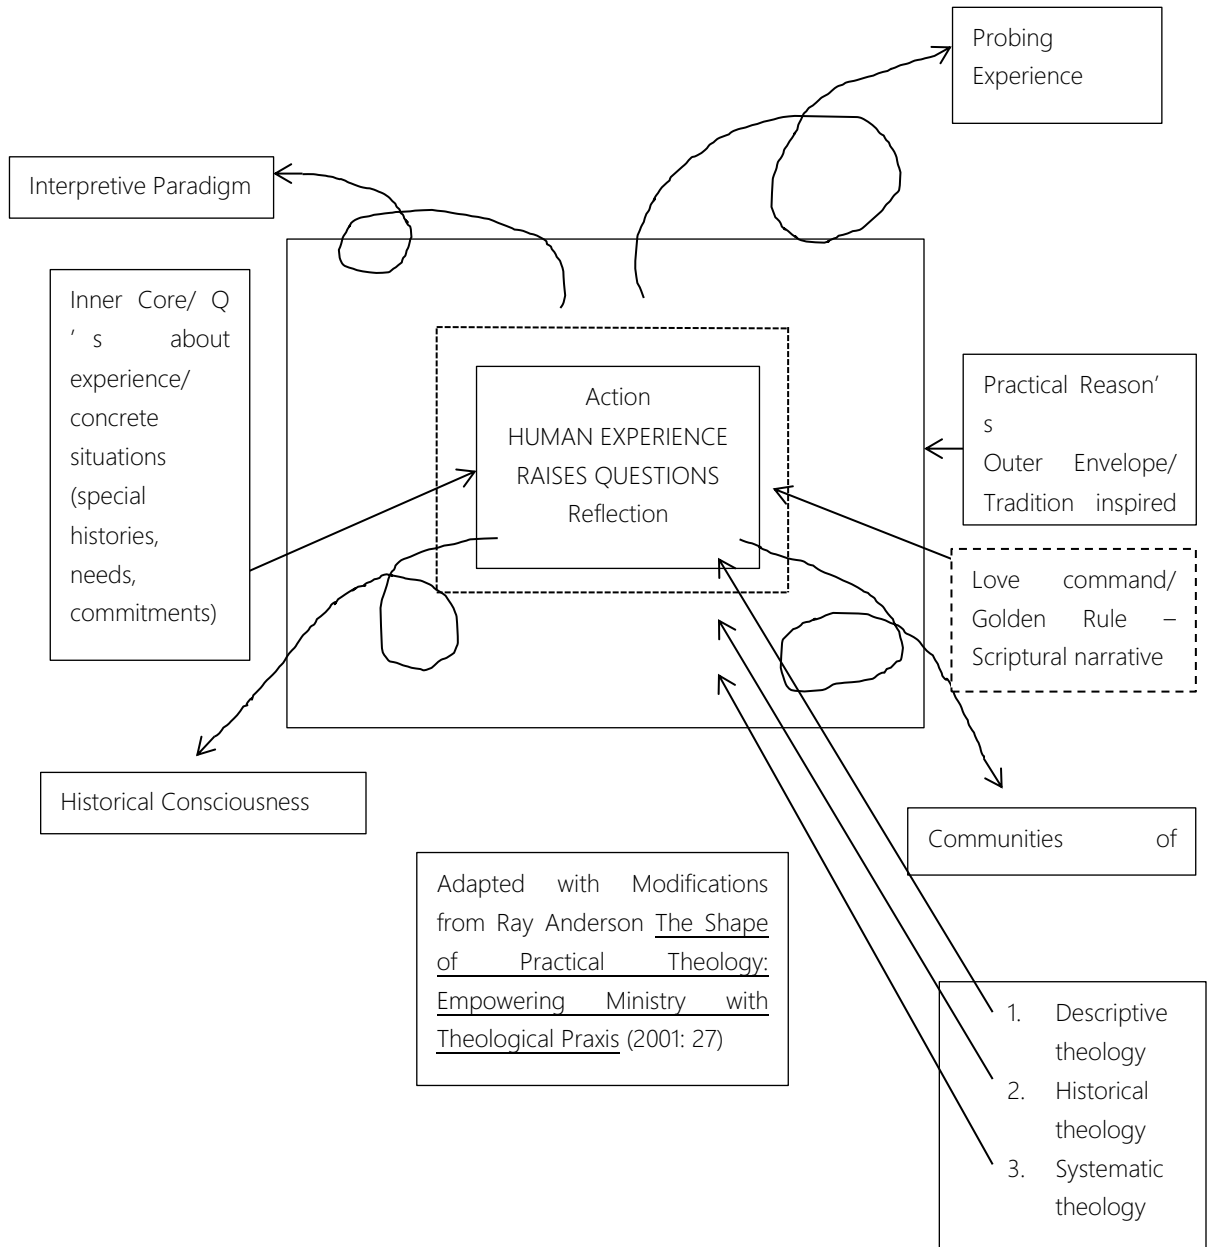 Probing
Experience
Interpretive Paradigm
Inner Core/ Q
’ s about
experience/
concrete
situations
(special
histories,
needs,
commitments)
Action
HUMAN EXPERIENCE
RAISES QUESTIONS
Reflection
Practical Reason’
s
Outer Envelope/
Tradition inspired
Love command/
Golden Rule –
Scriptural narrative
Historical Consciousness
Communities of
Adapted with Modifications
from Ray Anderson The Shape
of Practical Theology:
Empowering Ministry with
Theological Praxis (2001: 27)
1. Descriptive
theology
2. Historical
theology
3. Systematic
theology